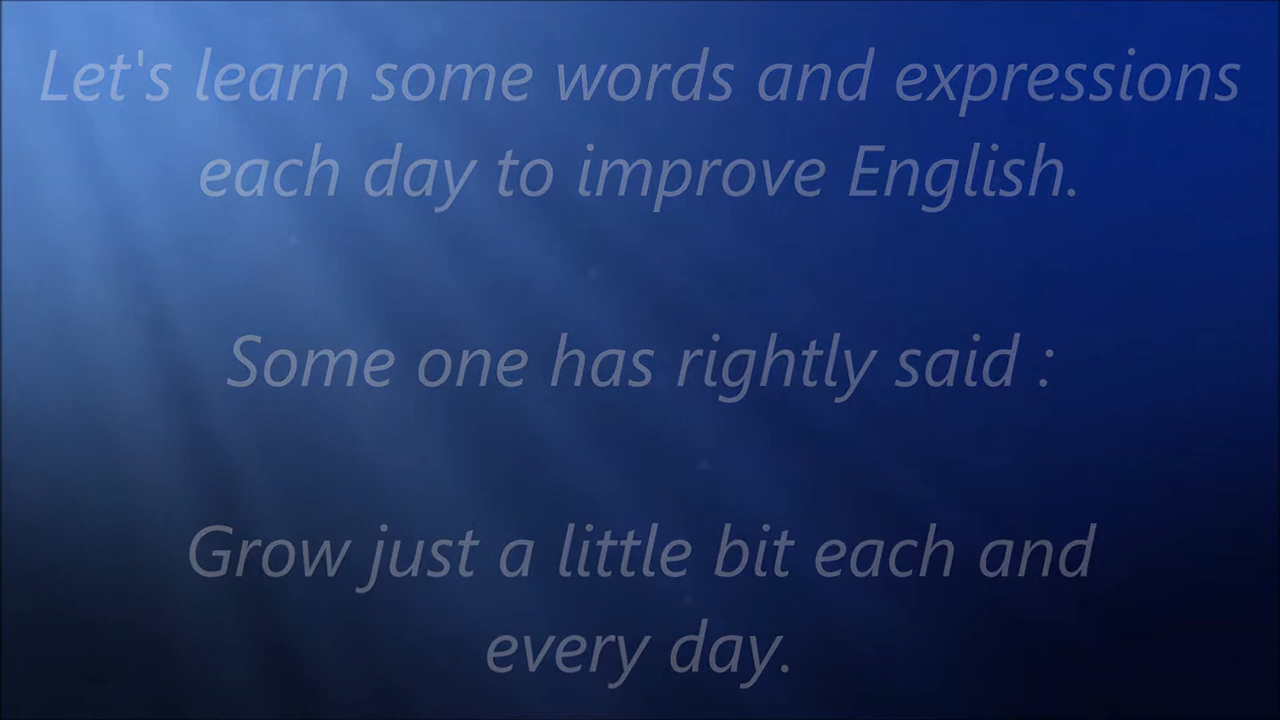 Let's learn some words and expressions
each day to improve English.
Some one has rightly said :
Grow just a little bit each and
every day.